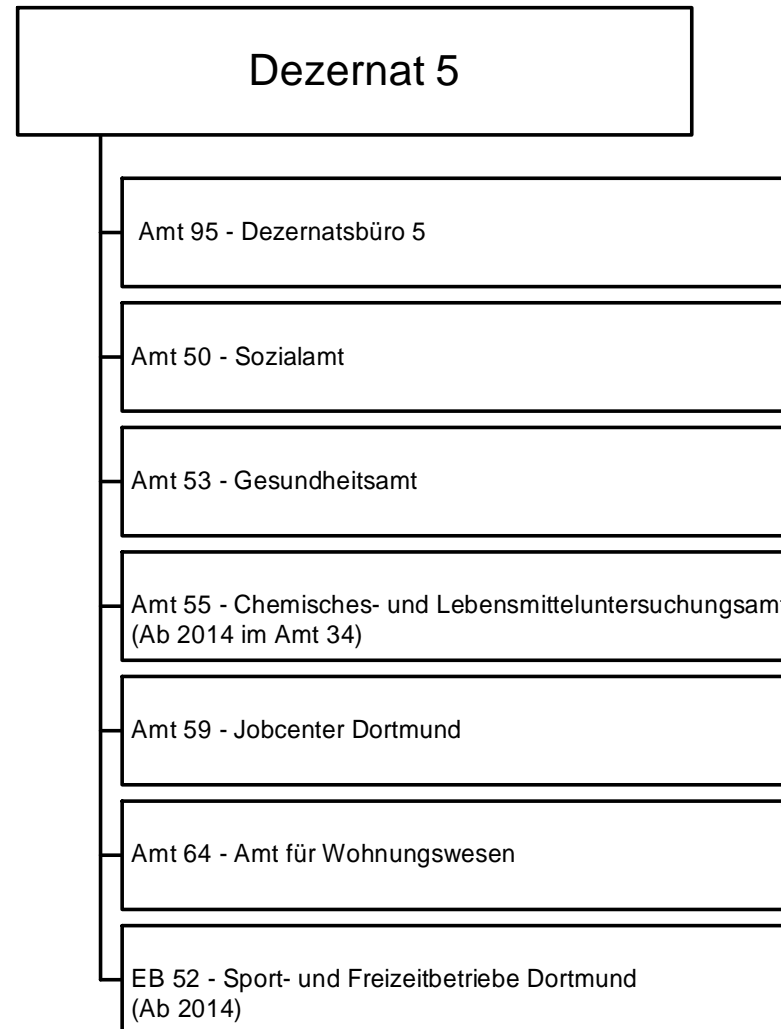 Dezernat 5
Amt 95 - Dezernatsbüro 5
Amt 50 - Sozialamt
Amt 53 - Gesundheitsamt
Amt 55 - Chemisches- und Lebensmitteluntersuchungsamt
(Ab 2014 im Amt 34)
Amt 59 - Jobcenter Dortmund
Amt 64 - Amt für Wohnungswesen
EB 52 - Sport- und Freizeitbetriebe Dortmund
(Ab 2014)